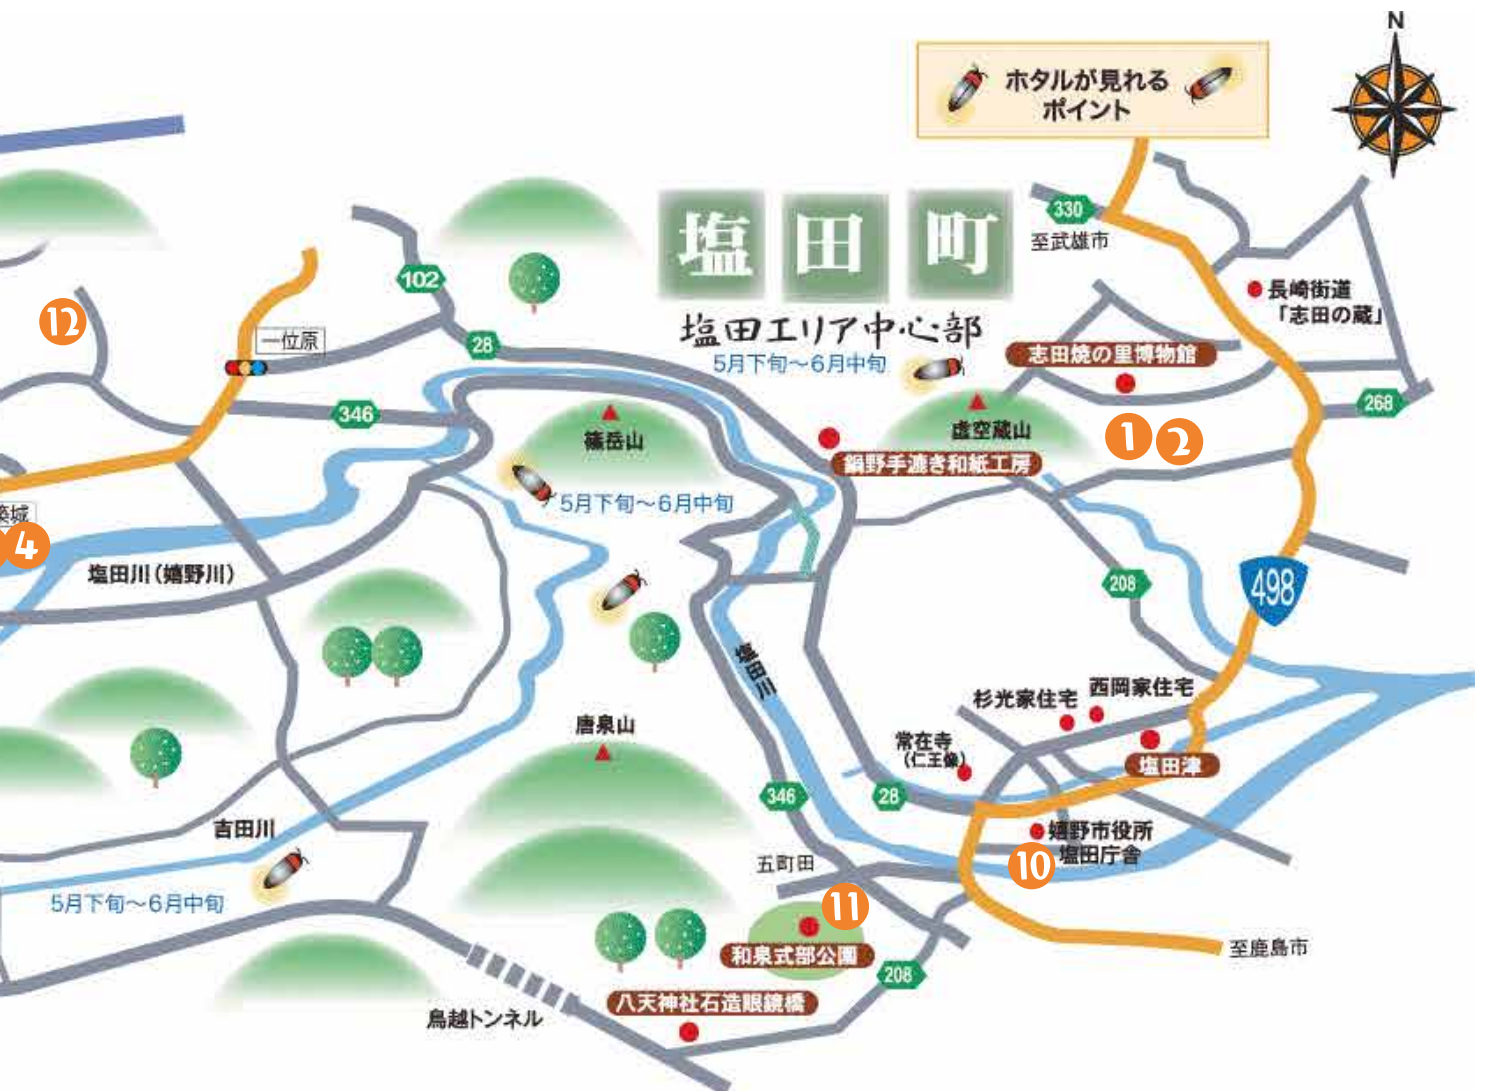 N
ホタルが見れる
ポイント
330
至武雄市
塩田町
塩田エリア中心部
5月下旬～6月中旬
長崎街道
「志田の蔵」
志田焼の里博物館
102
12
一位原
28
346
268
篠岳山
虚空蔵山
1
2
鍋野手漉き和紙工房
5月下旬～6月中旬
築城
4
塩田川(嬉野川)
208
498
塩田川
杉光家住宅
西岡家住宅
唐泉山
常在寺
(仁王像)
塩田津
346
28
吉田川
嬉野市役所
塩田庁舎
10
五町田
5月下旬～6月中旬
11
和泉式部公園
至鹿島市
208
八天神社石造眼鏡橋
鳥越トンネル